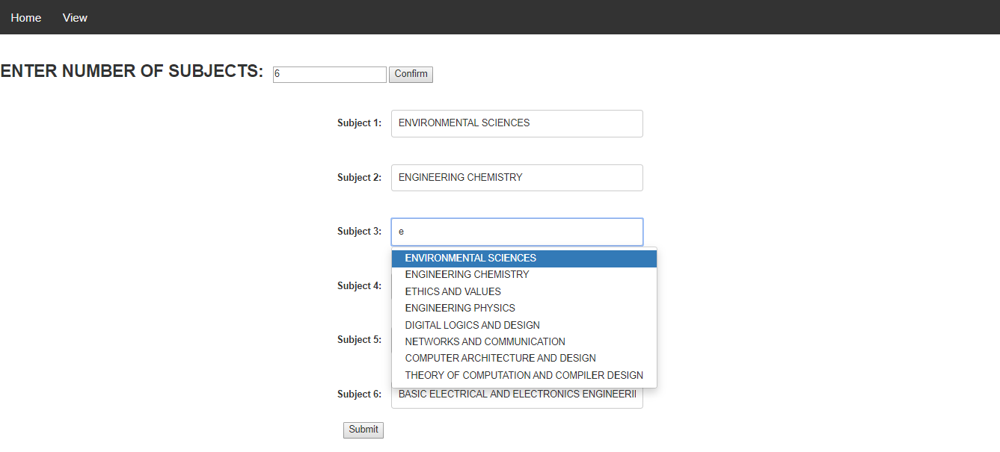 Home View
ENTER NUMBER OF SUBJECTS: 6 Confirm
Subject 1: ENVIRONMENTAL SCIENCES
Subject 2: ENGINEERING CHEMISTRY
Subject 3: e
ENVIRONMENTAL SCIENCES
ENGINEERING CHEMISTRY
ETHICS AND VALUES
Subject 4:
ENGINEERING PHYSICS
DIGITAL LOGICS AND DESIGN
Subject 5:
NETWORKS AND COMMUNICATION
COMPUTER ARCHITECTURE AND DESIGN
THEORY OF COMPUTATION AND COMPILER DESIGN
Subject 6: BASIC ELECTRICAL AND ELECTRONICS ENGINEERI
Submit